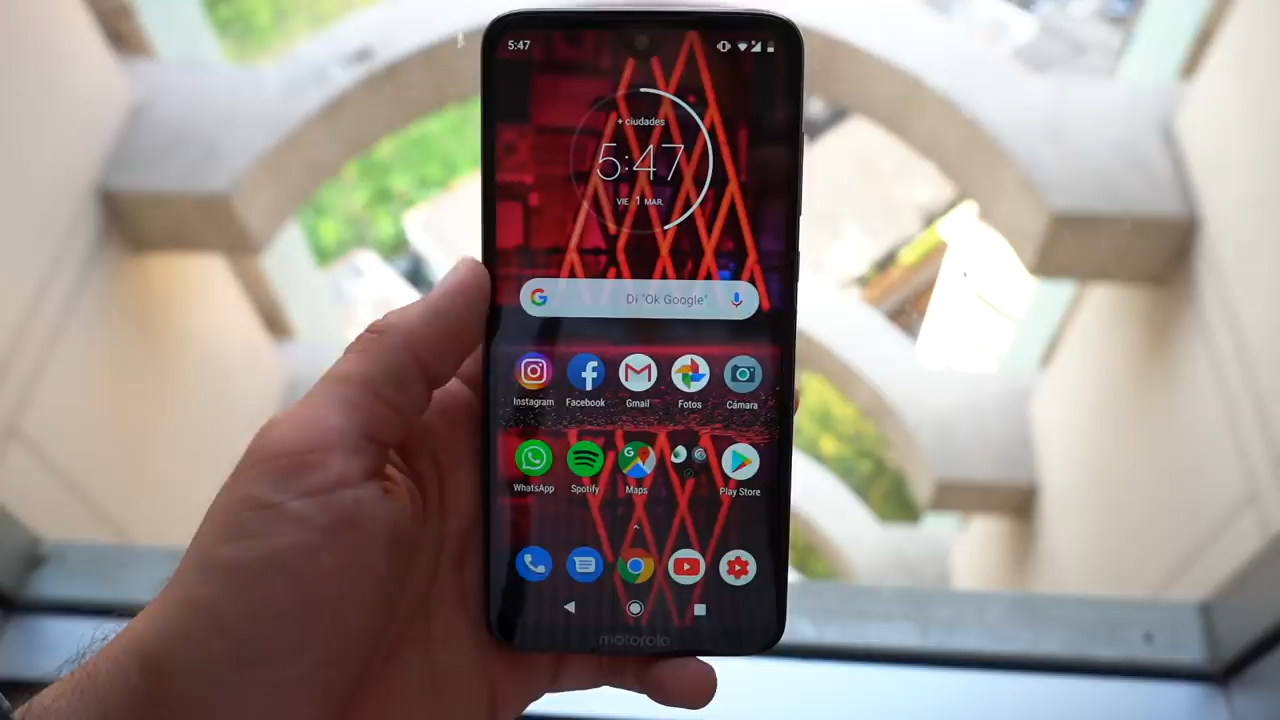 5:47
+ ciudades
5:47
VIE. 1 MAR.
G Di "Ok Google"
Instagram Facebook Gmail Fotos Cámara
WhatsApp Spotify Maps Play Store
motorola